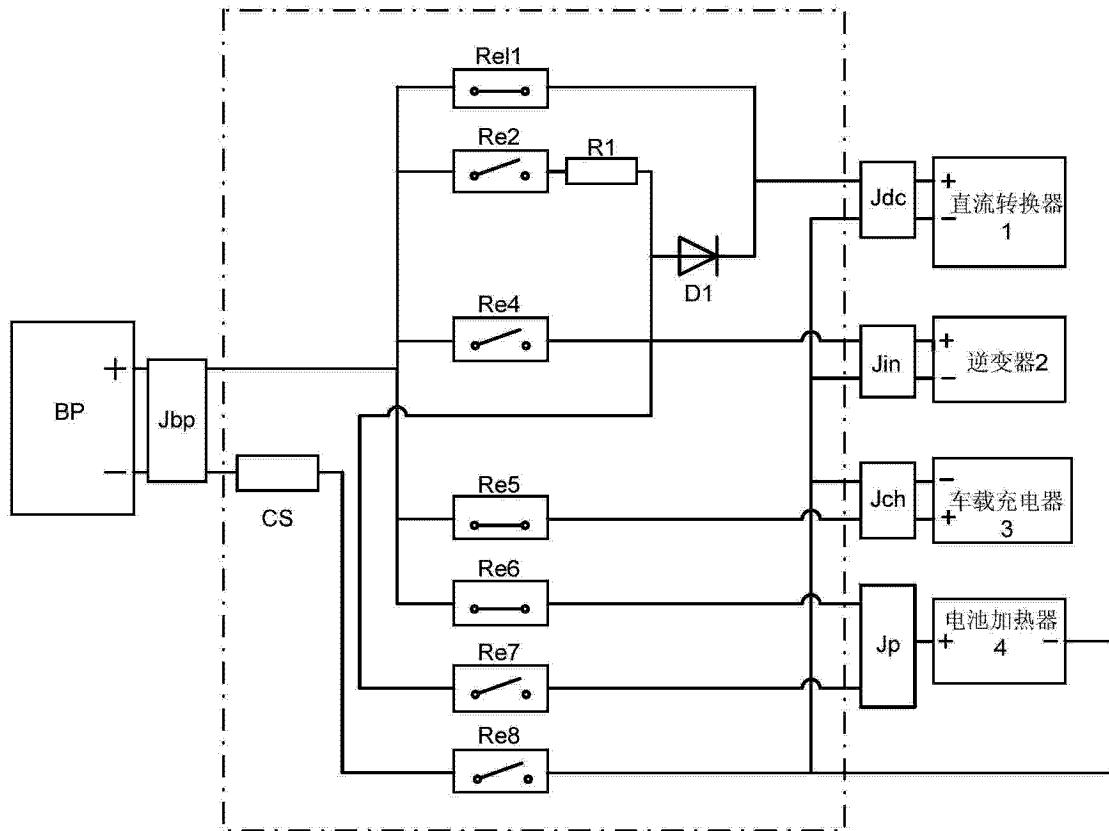 Rel1
Re2
R1
Jdc
+
−
直流转换器
1
D1
Re4
Jin
+
−
逆变器2
BP
+
−
Jbp
CS
Re5
Jch
−
+
车载充电器
3
Re6
Jp
+
−
电池加热器
4
Re7
Re8